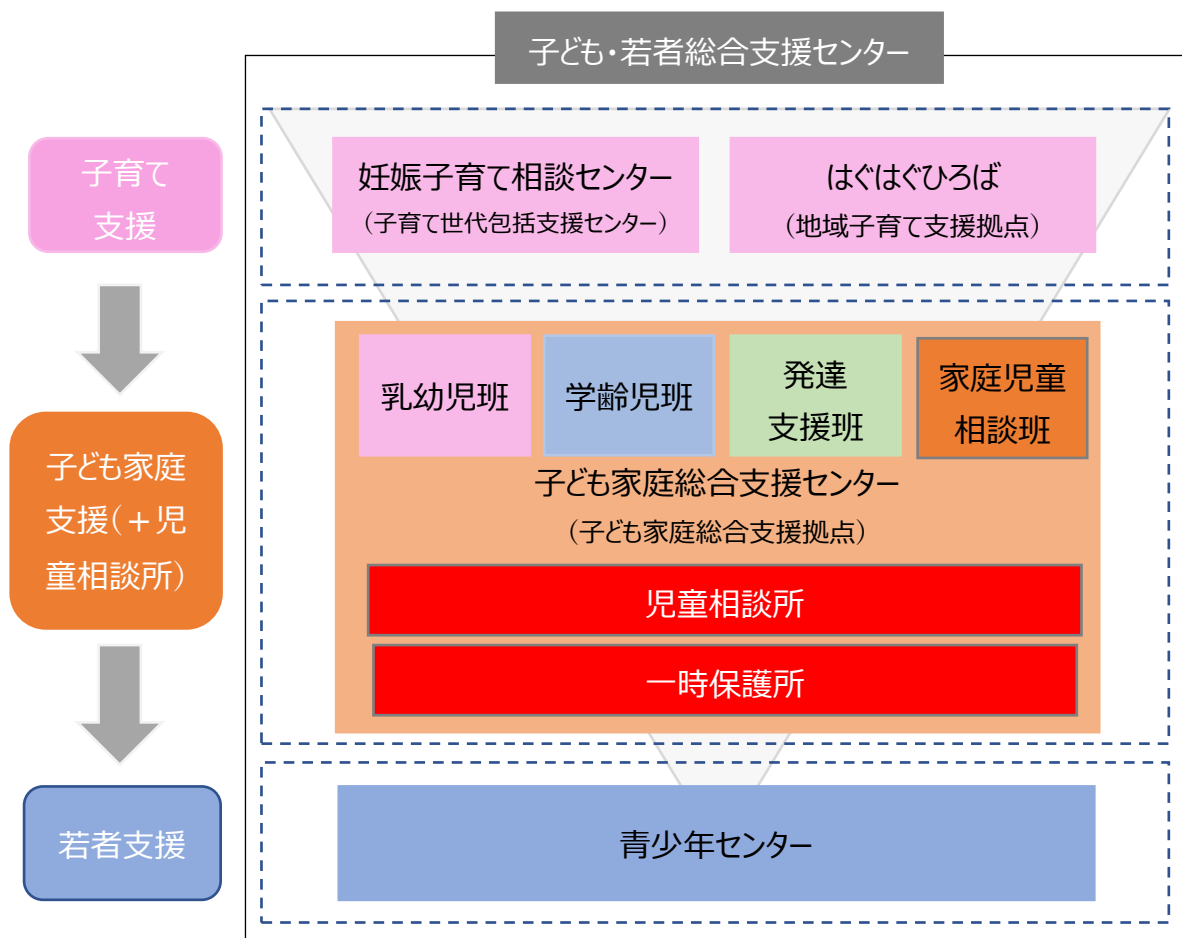 子ども・若者総合支援センター
子育て
支援
妊娠子育て相談センター
（子育て世代包括支援センター）
はぐはぐひろば
（地域子育て支援拠点）
子ども家庭
支援（＋児
童相談所）
乳幼児班
学齢児班
発達
支援班
家庭児童
相談班
子ども家庭総合支援センター
（子ども家庭総合支援拠点）
児童相談所
一時保護所
若者支援
青少年センター